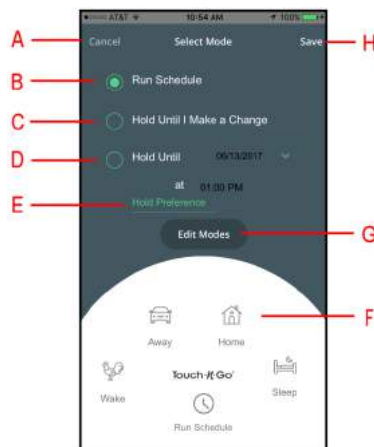 AT&T 10:54 AM 100%
A Cancel Select Mode Save H
B Run Schedule
C Hold Until I Make a Change
D Hold Until 06/13/2017
at 01:00 PM
E Hold Preference
Edit Modes G
F
Away Home
Wake Touch-N-Go Sleep
Run Schedule